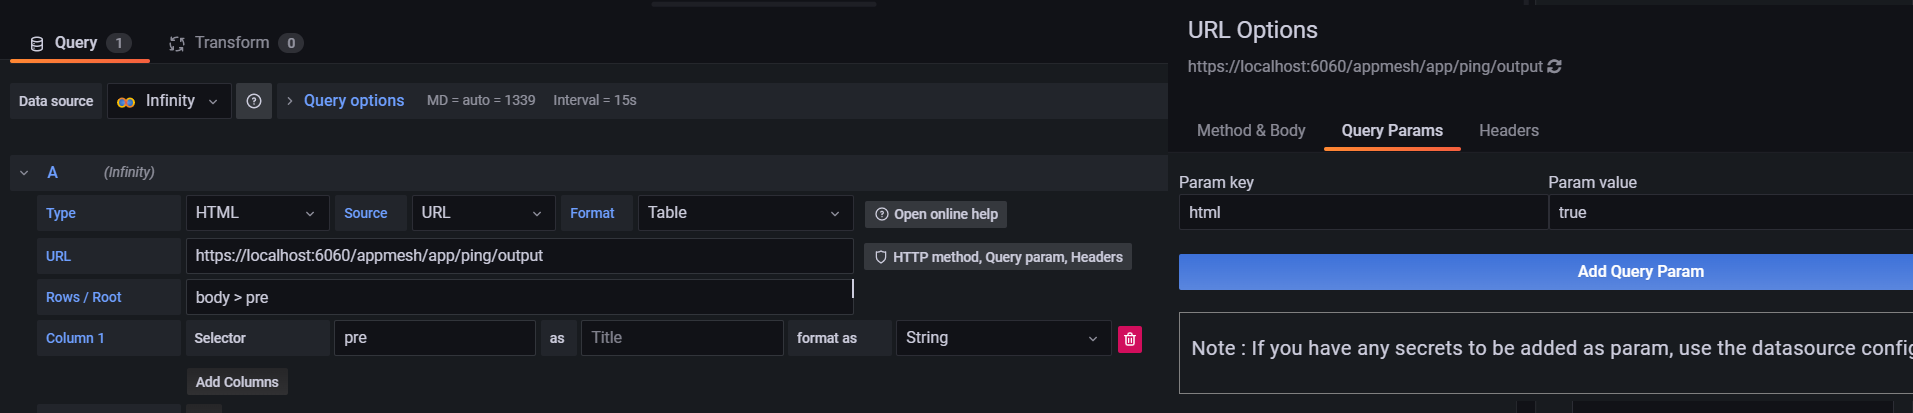 Query 1 Transform 0
Data source Infinity Query options MD = auto = 1339 Interval = 15s
A (Infinity)
Type HTML Source URL Format Table Open online help
URL https://localhost:6060/appmesh/app/ping/output HTTP method, Query param, Headers
Rows / Root body > pre
Column 1 Selector pre as Title format as String
Add Columns
URL Options
https://localhost:6060/appmesh/app/ping/output
Method & Body Query Params Headers
Param key Param value
html true
Add Query Param
Note : If you have any secrets to be added as param, use the datasource config